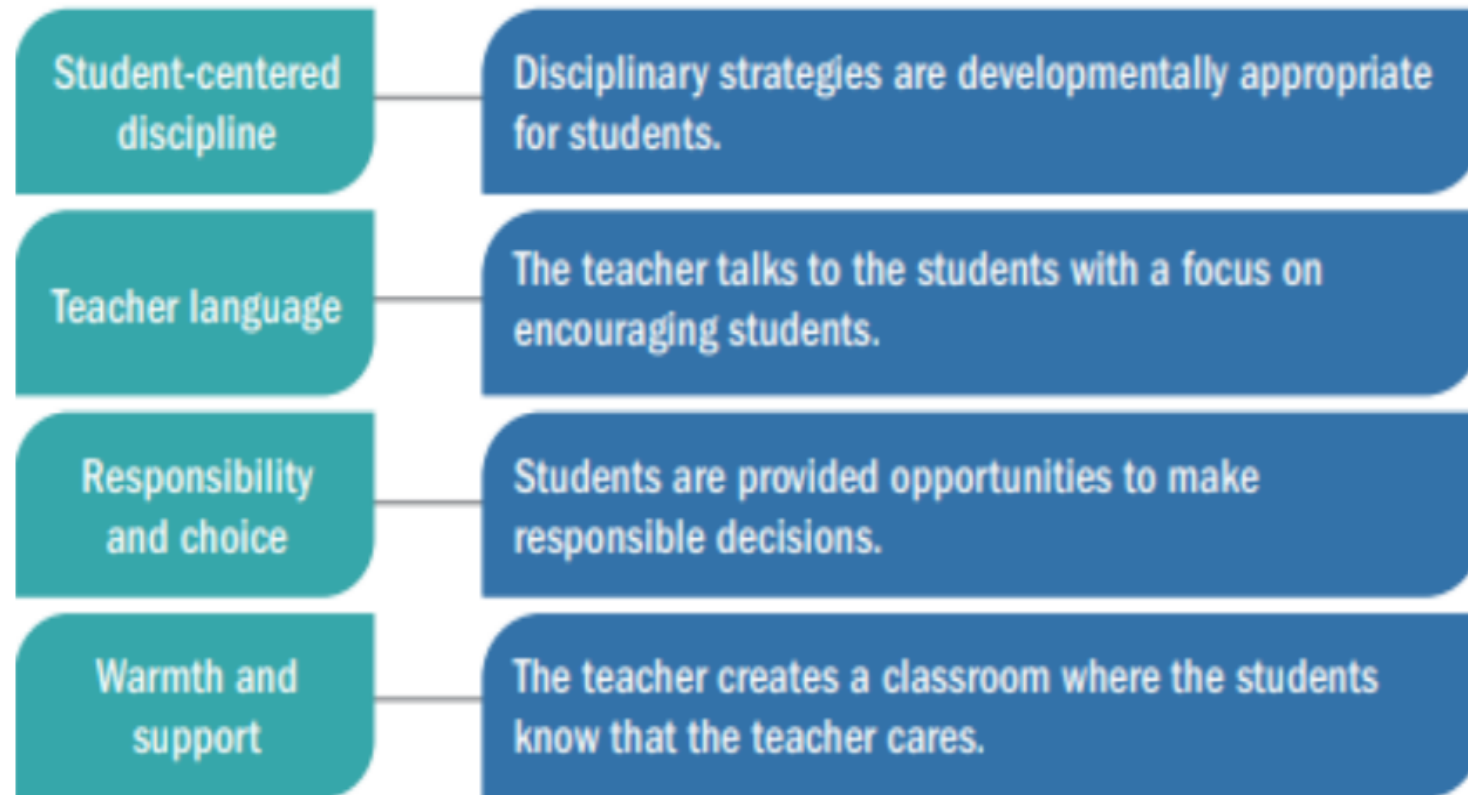 Student-centered
discipline
Disciplinary strategies are developmentally appropriate
for students.
Teacher language
The teacher talks to the students with a focus on
encouraging students.
Responsibility
and choice
Students are provided opportunities to make
responsible decisions.
Warmth and
support
The teacher creates a classroom where the students
know that the teacher cares.